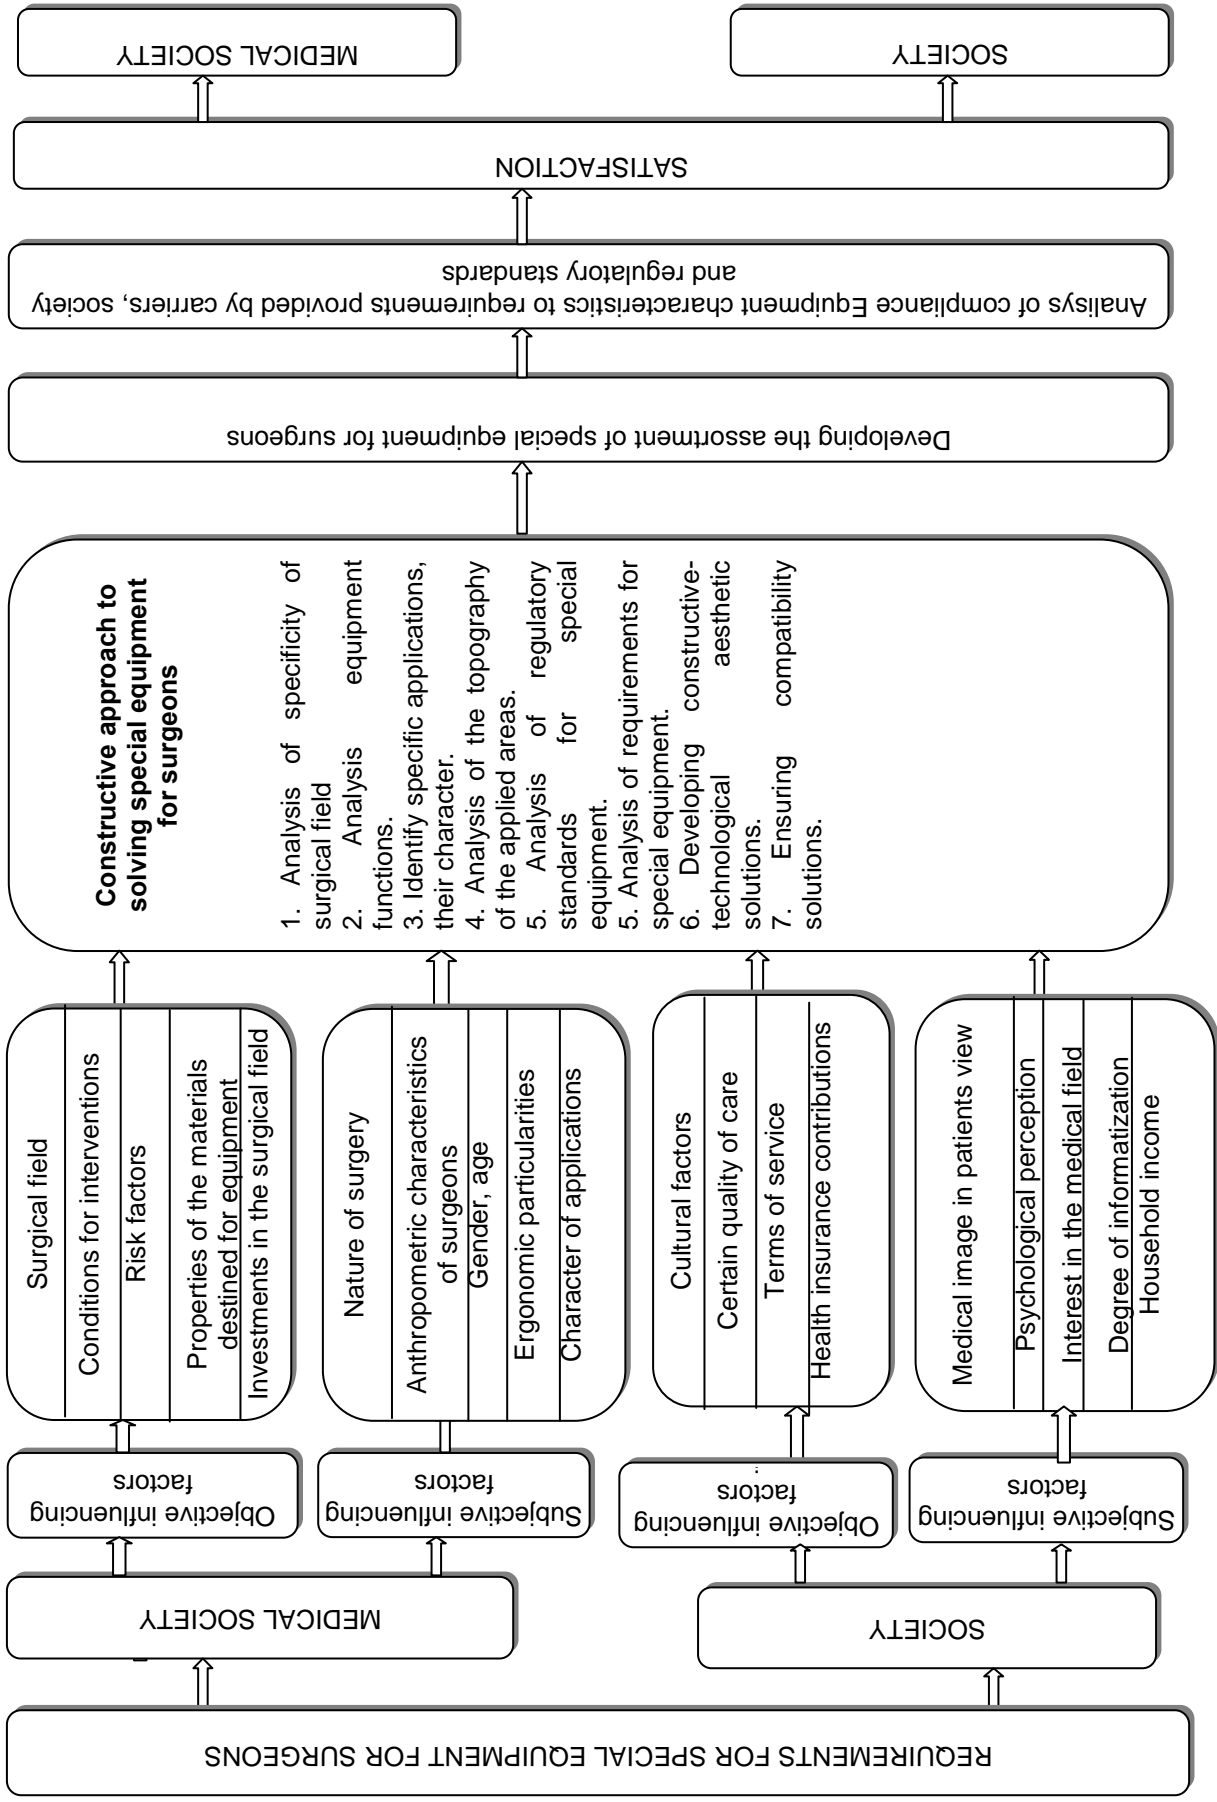 REQUIREMENTS FOR SPECIAL EQUIPMENT FOR SURGEONS
MEDICAL SOCIETY
SOCIETY
Objective influencing
factors
Subjective influencing
factors
Objective influencing
factors
Subjective influencing
factors
Surgical field
Conditions for interventions
Risk factors
Properties of the materials
destined for equipment
Investments in the surgical field
Nature of surgery
Anthropometric characteristics
of surgeons
Gender, age
Ergonomic particularities
Character of applications
Cultural factors
Certain quality of care
Terms of service
Health insurance contributions
Medical image in patients view
Psychological perception
Interest in the medical field
Degree of informatization
Household income
Constructive approach to
solving special equipment
for surgeons
1. Analysis of specificity of
surgical field
2. Analysis equipment
functions.
3. Identify specific applications,
their character.
4. Analysis of the topography
of the applied areas.
5. Analysis of regulatory
standards for special
equipment.
5. Analysis of requirements for
special equipment.
6. Developing constructive-
technological aesthetic
solutions.
7. Ensuring compatibility
solutions.
Developing the assortment of special equipment for surgeons
Analisys of compliance Equipment characteristics to requirements provided by carriers, society
and regulatory standards
SATISFACTION
MEDICAL SOCIETY
SOCIETY